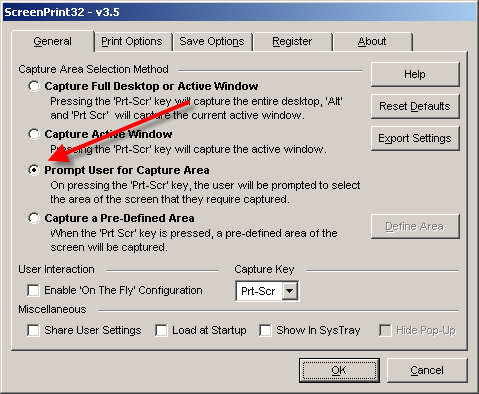 ScreenPrint32 - v3.5
General
Print Options
Save Options
Register
About
Capture Area Selection Method
Help
Capture Full Desktop or Active Window
Pressing the 'Prt-Scr' key will capture the entire desktop, 'Alt'
and 'Prt Scr' will capture the current active window.
Reset Defaults
Capture Active Window
Pressing the 'Prt-Scr' key will capture the active window.
Export Settings
Prompt User for Capture Area
On pressing the 'Prt-Scr' key, the user will be prompted to select
the area of the screen that they require captured.
Capture a Pre-Defined Area
When the 'Prt Scr' key is pressed, a pre-defined area of the
screen will be captured.
Define Area
User Interaction
Capture Key
Enable 'On The Fly' Configuration
Prt-Scr
Miscellaneous
Share User Settings
Load at Startup
Show In SysTray
Hide Pop-Up
OK
Cancel